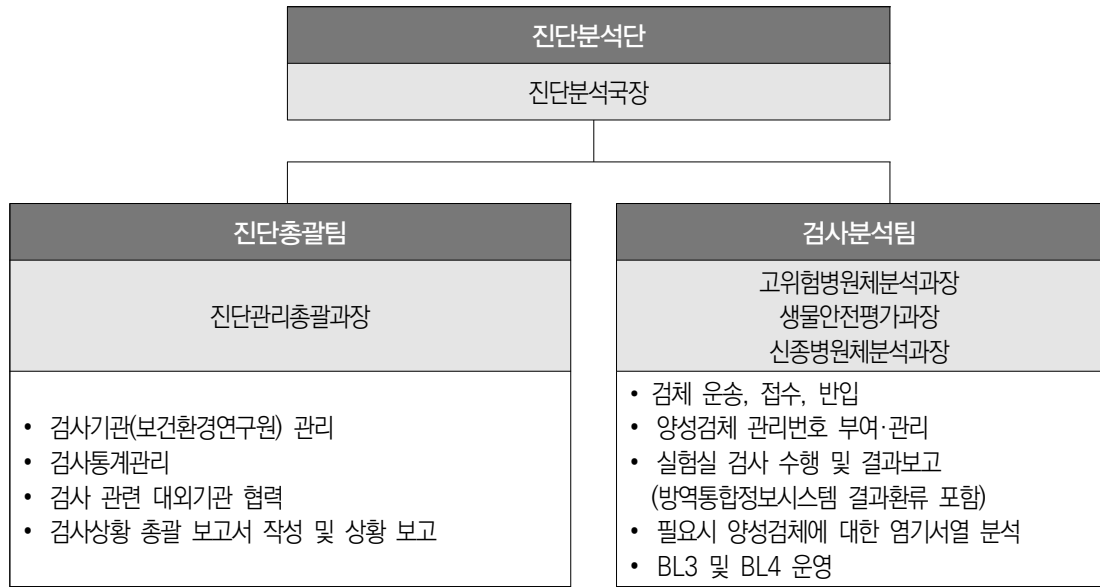 진단분석단
진단분석국장
진단총괄팀
진단관리총괄과장
• 검사기관(보건환경연구원) 관리
• 검사통계관리
• 검사 관련 대외기관 협력
• 검사상황 총괄 보고서 작성 및 상황 보고
검사분석팀
고위험병원체분석과장
생물안전평가과장
신종병원체분석과장
• 검체 운송, 접수, 반입
• 양성검체 관리번호 부여·관리
• 실험실 검사 수행 및 결과보고
(방역통합정보시스템 결과환류 포함)
• 필요시 양성검체에 대한 염기서열 분석
• BL3 및 BL4 운영